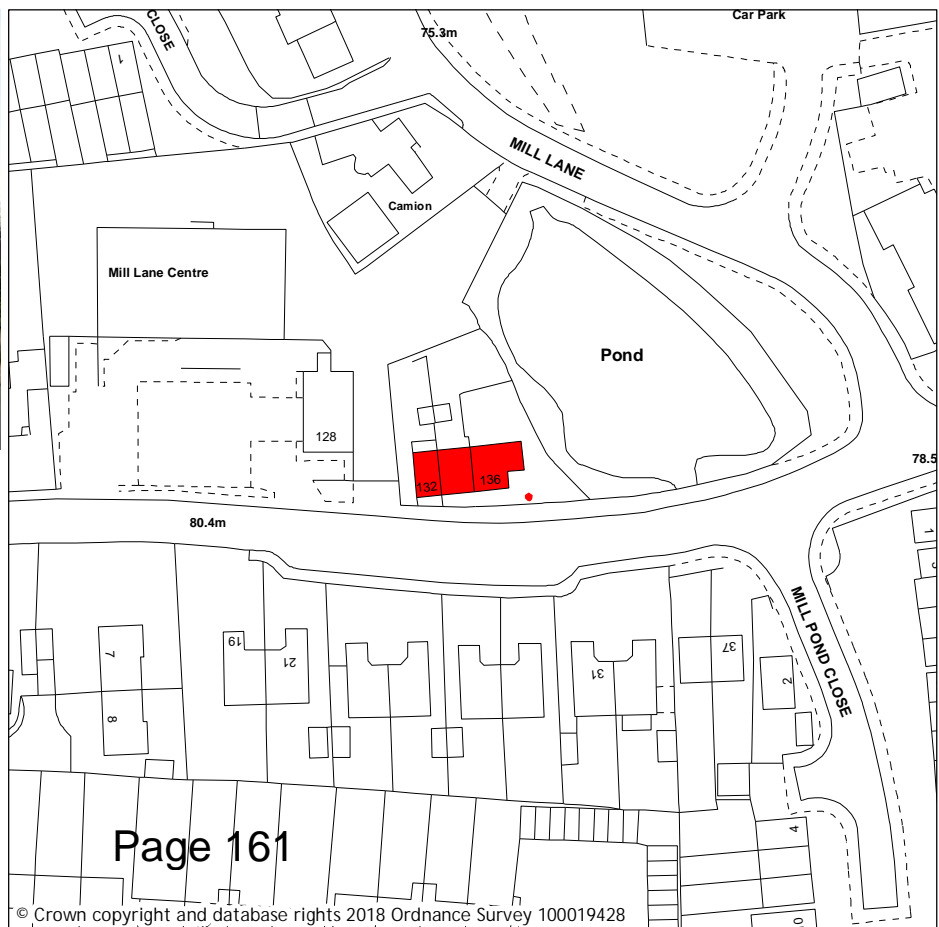 CLOSE
75.3m
Car Park
1
MILL LANE
Camion
Mill Lane Centre
Pond
128
132
136
78.5
80.4m
1
MILL POND CLOSE
19
21
7
8
31
37
2
4
Page 161
© Crown copyright and database rights 2018 Ordnance Survey 100019428